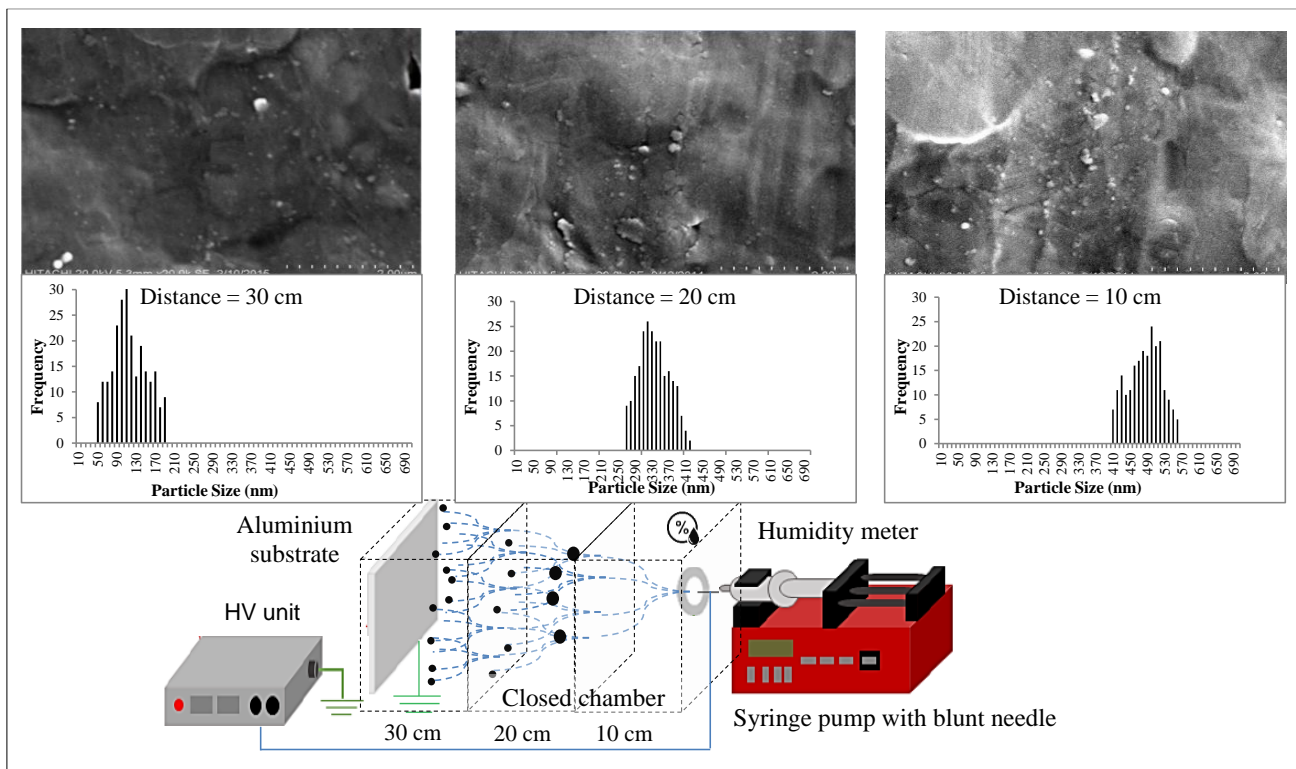 Distance = 30 cm
Frequency
30
25
20
15
10
5
0
10 50 90 130 170 210 250 290 330 370 410 450 490 530 570 610 650 690
Particle Size (nm)
Distance = 20 cm
Frequency
30
25
20
15
10
5
0
10 50 90 130 170 210 250 290 330 370 410 450 490 530 570 610 650 690
Particle Size (nm)
Distance = 10 cm
Frequency
30
25
20
15
10
5
0
10 50 90 130 170 210 250 290 330 370 410 450 490 530 570 610 650 690
Particle Size (nm)
Aluminium
substrate
%
Humidity meter
HV unit
Closed chamber
30 cm
20 cm
10 cm
Syringe pump with blunt needle